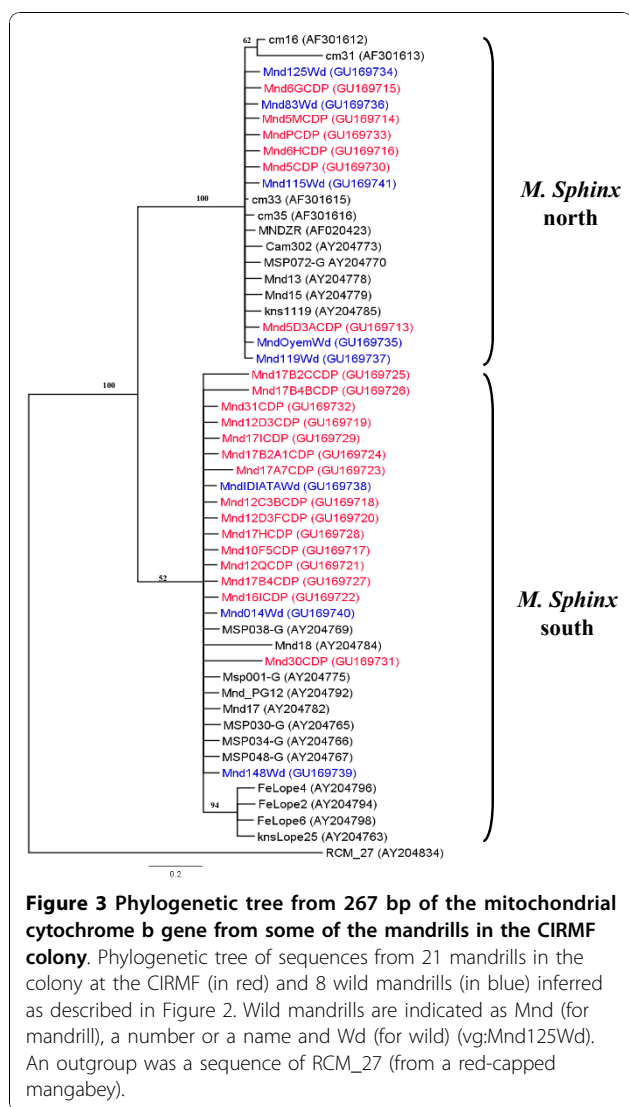 62
cm16 (AF301612)
cm31 (AF301613)
Mnd125Wd (GU169734)
Mnd6GCDP (GU169715)
Mnd83Wd (GU169736)
Mnd5MCDP (GU169714)
MndPCDP (GU169733)
Mnd6HCDP (GU169716)
Mnd5CDP (GU169730)
Mnd115Wd (GU169741)
100
cm33 (AF301615)
cm35 (AF301616)
MNDZR (AF020423)
Cam302 (AY204773)
MSP072-G AY204770
Mnd13 (AY204778)
Mnd15 (AY204779)
kns1119 (AY204785)
Mnd5D3ACDP (GU169713)
MndOyemWd (GU169735)
Mnd119Wd (GU169737)
M. Sphinx
north
100
Mnd17B2CCDP (GU169725)
Mnd17B4BCDP (GU169726)
Mnd31CDP (GU169732)
Mnd12D3CDP (GU169719)
Mnd17ICDP (GU169729)
Mnd17B2A1CDP (GU169724)
Mnd17A7CDP (GU169723)
MndIDIATAWd (GU169738)
Mnd12C3BCDP (GU169718)
Mnd12D3FCDP (GU169720)
Mnd17HCDP (GU169728)
Mnd10F5CDP (GU169717)
Mnd12QCDP (GU169721)
52
Mnd17B4CDP (GU169727)
Mnd16ICDP (GU169722)
Mnd014Wd (GU169740)
MSP038-G (AY204769)
Mnd18 (AY204784)
Mnd30CDP (GU169731)
Msp001-G (AY204775)
Mnd_PG12 (AY204792)
Mnd17 (AY204782)
MSP030-G (AY204765)
MSP034-G (AY204766)
MSP048-G (AY204767)
Mnd148Wd (GU169739)
FeLope4 (AY204796)
94
FeLope2 (AY204794)
FeLope6 (AY204798)
knsLope25 (AY204763)
M. Sphinx
south
RCM_27 (AY204834)
0.2
Figure 3 Phylogenetic tree from 267 bp of the mitochondrial
cytochrome b gene from some of the mandrills in the CIRMF
colony. Phylogenetic tree of sequences from 21 mandrills in the
colony at the CIRMF (in red) and 8 wild mandrills (in blue) inferred
as described in Figure 2. Wild mandrills are indicated as Mnd (for
mandrill), a number or a name and Wd (for wild) (vg:Mnd125Wd).
An outgroup was a sequence of RCM_27 (from a red-capped
mangabey).